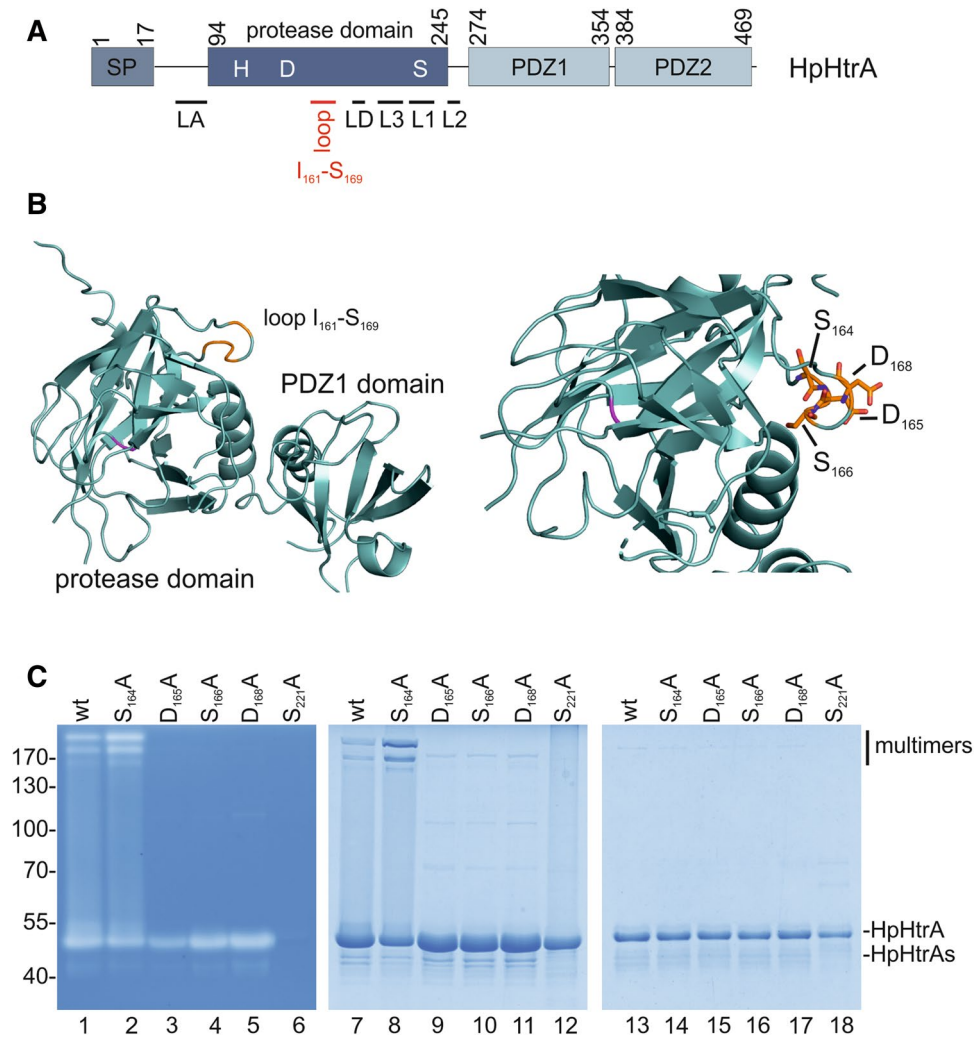 A
1 17 94 protease domain 245 274 354 384 469
SP H D S PDZ1 PDZ2 HpHtrA
LA loop LD L3 L1 L2
I161-S169
B
loop I161-S169
PDZ1 domain
protease domain
S164
D168
D165
S166
C
wt S164A D165A S166A D168A S221A wt S164A D165A S166A D168A S221A wt S164A D165A S166A D168A S221A
multimers
170-
130-
100-
70-
55-
-HpHtrA
-HpHtrAs
40-
1 2 3 4 5 6 7 8 9 10 11 12 13 14 15 16 17 18